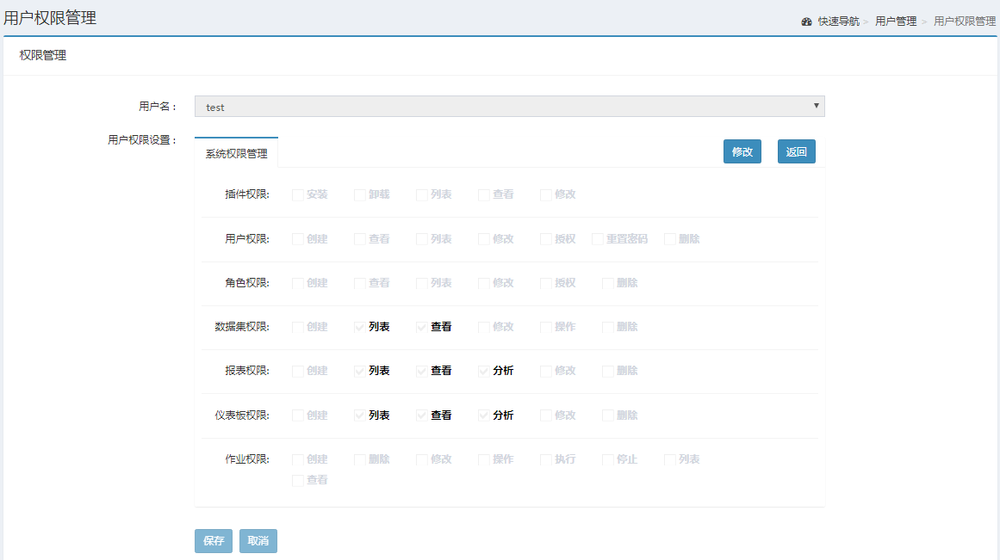 用户权限管理
快速导航 > 用户管理 > 用户权限管理
权限管理
用户名 :
test
用户权限设置 :
系统权限管理
修改 返回
插件权限: 安装 卸载 列表 查看 修改
用户权限: 创建 查看 列表 修改 授权 重置密码 删除
角色权限: 创建 查看 列表 修改 授权 删除
数据集权限: 创建 列表 查看 修改 操作 删除
报表权限: 创建 列表 查看 分析 修改 删除
仪表板权限: 创建 列表 查看 分析 修改 删除
作业权限: 创建 删除 修改 操作 执行 停止 列表
查看
保存 取消